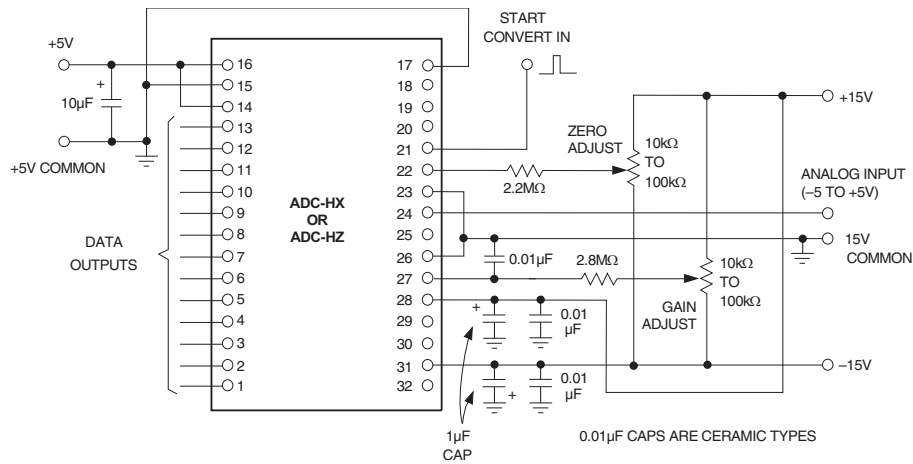 START
CONVERT IN
+5V
+
10µF
+5V COMMON
DATA
OUTPUTS
16
15
14
13
12
11
10
9
8
7
6
5
4
3
2
1
ADC-HX
OR
ADC-HZ
17
18
19
20
21
22
23
24
25
26
27
28
29
30
31
32
2.2MΩ
ZERO
ADJUST
10kΩ
TO
100kΩ
+15V
ANALOG INPUT
(–5 TO +5V)
15V
COMMON
0.01µF
2.8MΩ
10kΩ
TO
100kΩ
GAIN
ADJUST
+
0.01
µF
–15V
+
0.01
µF
1µF
CAP
0.01µF CAPS ARE CERAMIC TYPES